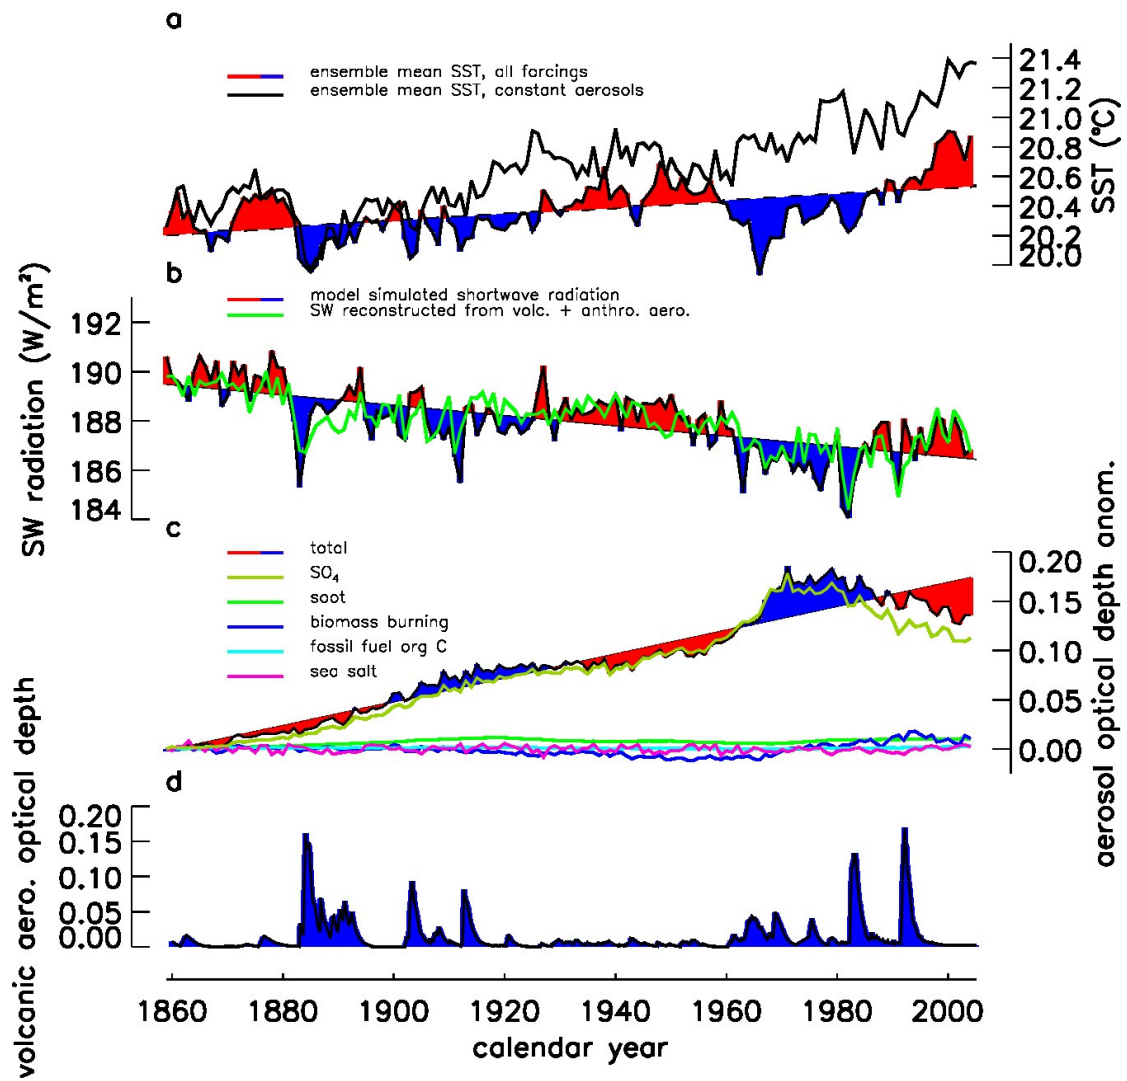 a
ensemble mean SST, all forcings
ensemble mean SST, constant aerosols
21.4
21.2
21.0
20.8
20.6
20.4
20.2
20.0
SST (°C)
b
model simulated shortwave radiation
SW reconstructed from volc. + anthro. aero.
192
190
188
186
184
SW radiation (W/m²)
c
total
SO₄
soot
biomass burning
fossil fuel org C
sea salt
0.20
0.15
0.10
0.05
0.00
aerosol optical depth anom.
d
0.20
0.15
0.10
0.05
0.00
volcanic aero. optical depth
1860 1880 1900 1920 1940 1960 1980 2000
calendar year